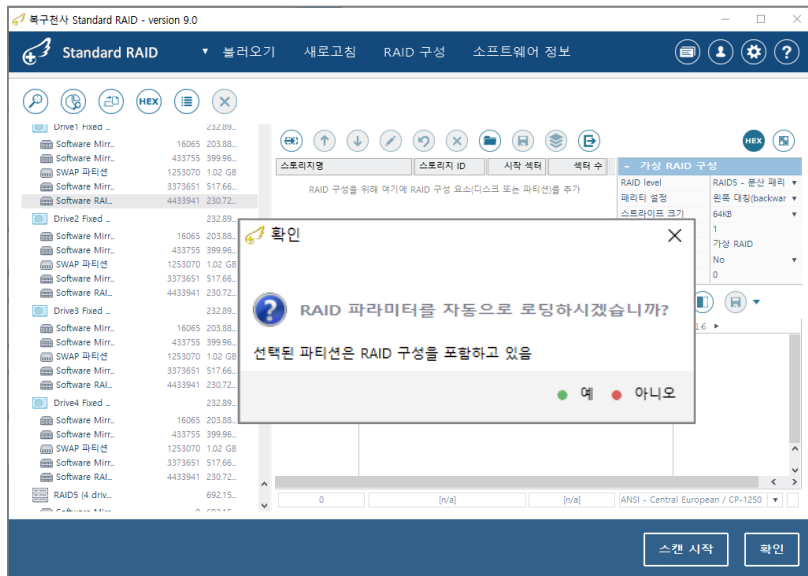 복구천사 Standard RAID - version 9.0
Standard RAID ▼ 불러오기 새로고침 RAID 구성 소프트웨어 정보
HEX
Drive1 Fixed ... 232.89...
Software Mirr... 16065 203.88...
Software Mirr... 433755 399.96...
SWAP 파티션 1253070 1.02 GB
Software Mirr... 3373651 517.66...
Software RAI... 4433941 230.72...
Drive2 Fixed ... 232.89...
Software Mirr... 16065 203.88...
Software Mirr... 433755 399.96...
SWAP 파티션 1253070 1.02 GB
Software Mirr... 3373651 517.66...
Software RAI... 4433941 230.72...
Drive3 Fixed ... 232.89...
Software Mirr... 16065 203.88...
Software Mirr... 433755 399.96...
SWAP 파티션 1253070 1.02 GB
Software Mirr... 3373651 517.66...
Software RAI... 4433941 230.72...
Drive4 Fixed ... 232.89...
Software Mirr... 16065 203.88...
Software Mirr... 433755 399.96...
SWAP 파티션 1253070 1.02 GB
Software Mirr... 3373651 517.66...
Software RAI... 4433941 230.72...
RAID5 (4 driv... 692.15...
HEX
스토리지명 스토리지 ID 시작 섹터 섹터 수
RAID 구성을 위해 여기에 RAID 구성 요소(디스크 또는 파티션)를 추가
- 가상 RAID 구성
RAID level RAID5 - 분산 패리 ▼
패리티 설정 왼쪽 대칭(backwar ▼
스트라이프 크기 64KB ▼
1
가상 RAID
No ▼
0
16 ►
확인
RAID 파라미터를 자동으로 로딩하시겠습니까?
선택된 파티션은 RAID 구성을 포함하고 있음
예 아니오
0 [n/a] [n/a] ANSI - Central European / CP-1250 ▼
스캔 시작 확인